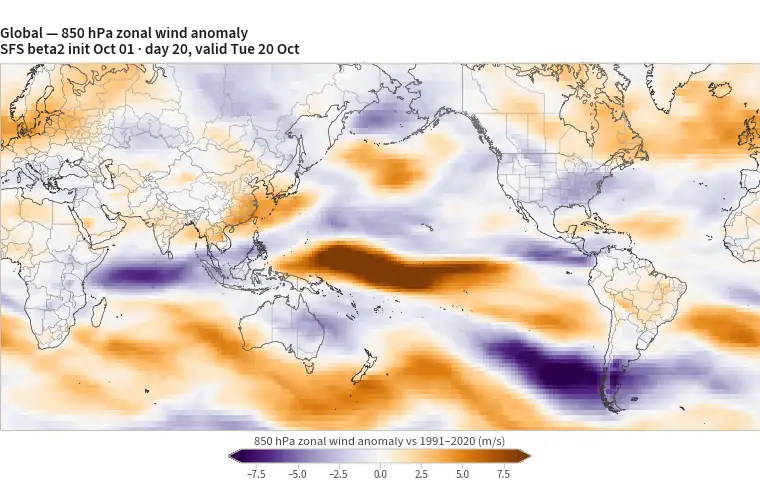 Global — 850 hPa zonal wind anomaly
SFS beta2 init Oct 01 · day 20, valid Tue 20 Oct
850 hPa zonal wind anomaly vs 1991–2020 (m/s)
−7.5 −5.0 −2.5 0.0 2.5 5.0 7.5